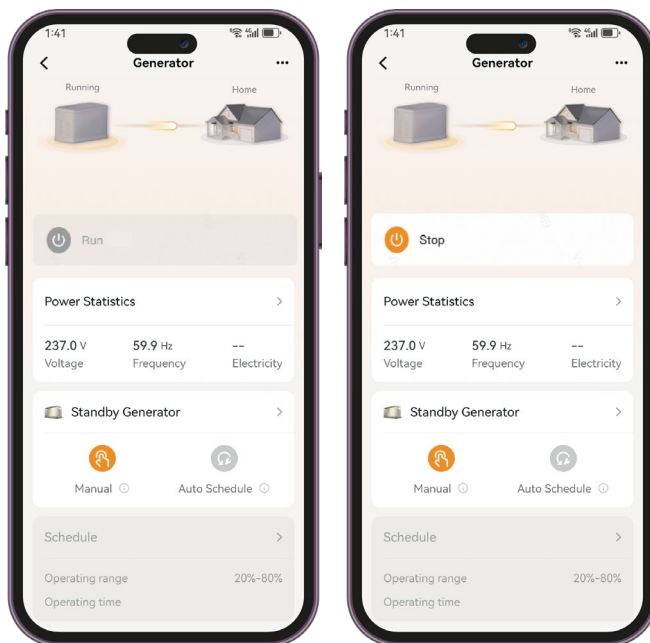 1:41
Generator
Running
Home
Run
Power Statistics
237.0 V
59.9 Hz
--
Voltage
Frequency
Electricity
Standby Generator
Manual
Auto Schedule
Schedule
Operating range
20%-80%
Operating time
1:41
Generator
Running
Home
Stop
Power Statistics
237.0 V
59.9 Hz
--
Voltage
Frequency
Electricity
Standby Generator
Manual
Auto Schedule
Schedule
Operating range
20%-80%
Operating time